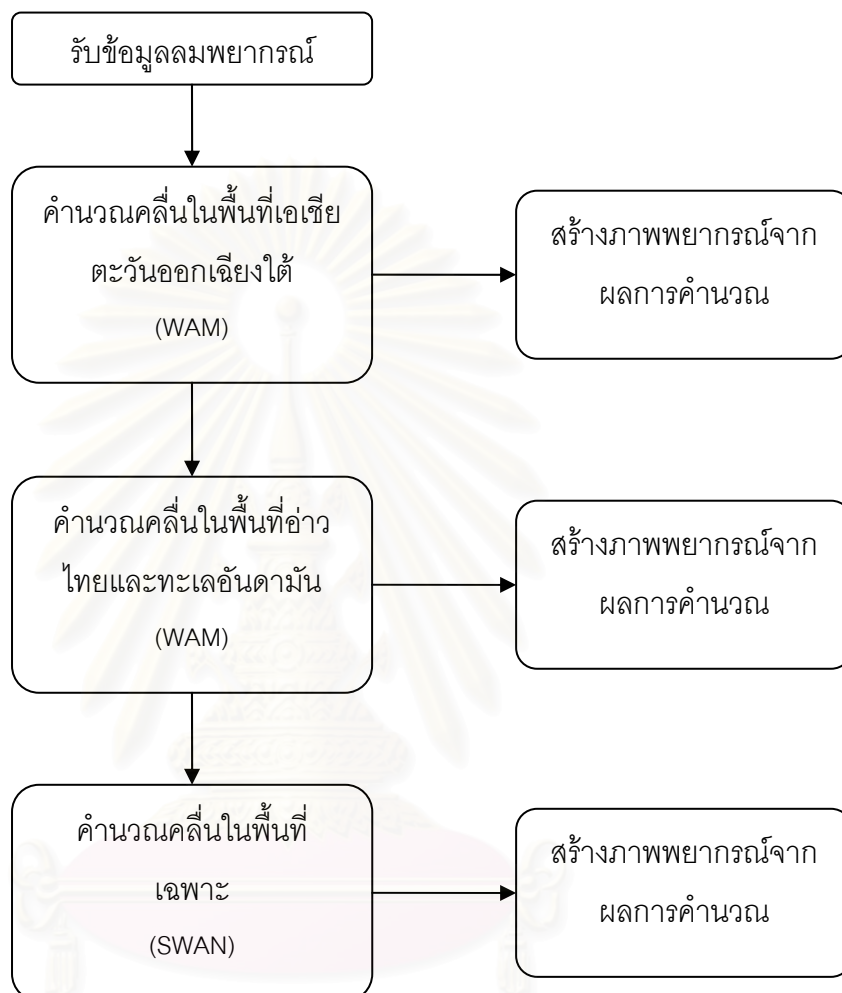 รับข้อมูลลมพยากรณ์
คำนวณคลื่นในพื้นที่เอเชีย
ตะวันออกเฉียงใต้
(WAM)
สร้างภาพพยากรณ์จาก
ผลการคำนวณ
คำนวณคลื่นในพื้นที่อ่าว
ไทยและทะเลอันดามัน
(WAM)
สร้างภาพพยากรณ์จาก
ผลการคำนวณ
คำนวณคลื่นในพื้นที่
เฉพาะ
(SWAN)
สร้างภาพพยากรณ์จาก
ผลการคำนวณ